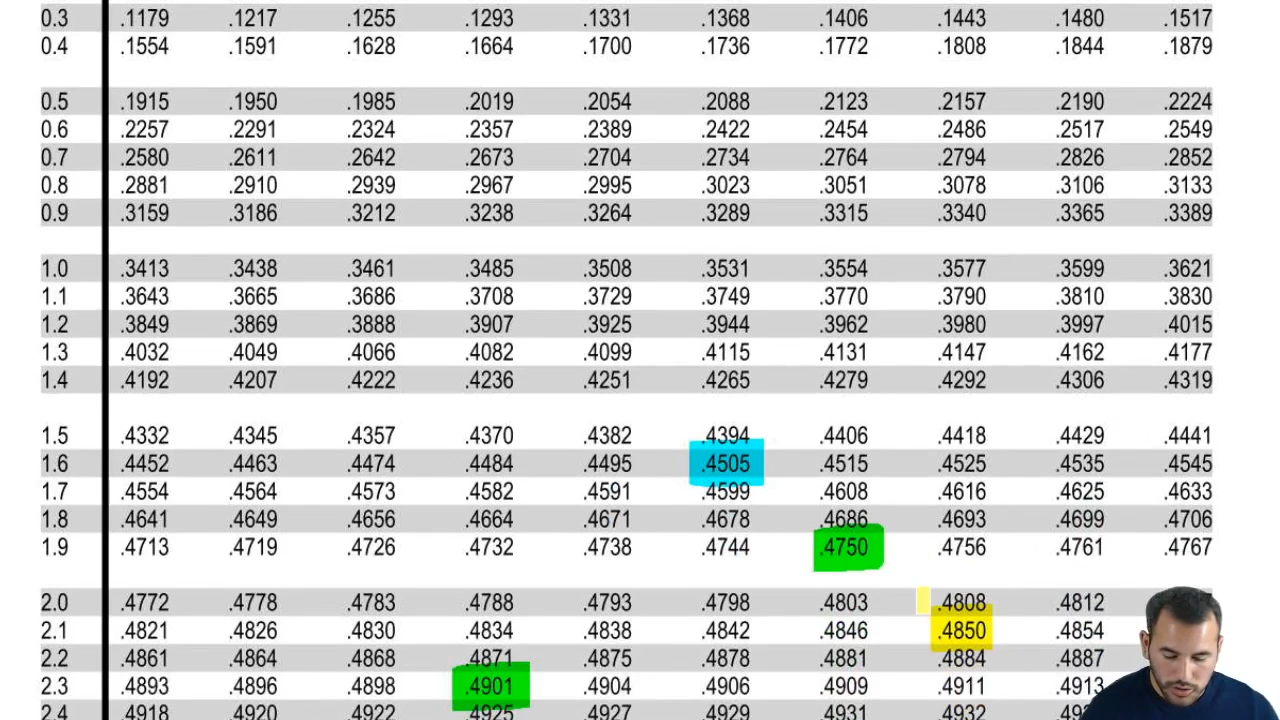 0.3 .1179 .1217 .1255 .1293 .1331 .1368 .1406 .1443 .1480 .1517
0.4 .1554 .1591 .1628 .1664 .1700 .1736 .1772 .1808 .1844 .1879
0.5 .1915 .1950 .1985 .2019 .2054 .2088 .2123 .2157 .2190 .2224
0.6 .2257 .2291 .2324 .2357 .2389 .2422 .2454 .2486 .2517 .2549
0.7 .2580 .2611 .2642 .2673 .2704 .2734 .2764 .2794 .2826 .2852
0.8 .2881 .2910 .2939 .2967 .2995 .3023 .3051 .3078 .3106 .3133
0.9 .3159 .3186 .3212 .3238 .3264 .3289 .3315 .3340 .3365 .3389
1.0 .3413 .3438 .3461 .3485 .3508 .3531 .3554 .3577 .3599 .3621
1.1 .3643 .3665 .3686 .3708 .3729 .3749 .3770 .3790 .3810 .3830
1.2 .3849 .3869 .3888 .3907 .3925 .3944 .3962 .3980 .3997 .4015
1.3 .4032 .4049 .4066 .4082 .4099 .4115 .4131 .4147 .4162 .4177
1.4 .4192 .4207 .4222 .4236 .4251 .4265 .4279 .4292 .4306 .4319
1.5 .4332 .4345 .4357 .4370 .4382 .4394 .4406 .4418 .4429 .4441
1.6 .4452 .4463 .4474 .4484 .4495 .4505 .4515 .4525 .4535 .4545
1.7 .4554 .4564 .4573 .4582 .4591 .4599 .4608 .4616 .4625 .4633
1.8 .4641 .4649 .4656 .4664 .4671 .4678 .4686 .4693 .4699 .4706
1.9 .4713 .4719 .4726 .4732 .4738 .4744 .4750 .4756 .4761 .4767
2.0 .4772 .4778 .4783 .4788 .4793 .4798 .4803 .4808 .4812
2.1 .4821 .4826 .4830 .4834 .4838 .4842 .4846 .4850 .4854
2.2 .4861 .4864 .4868 .4871 .4875 .4878 .4881 .4884 .4887
2.3 .4893 .4896 .4898 .4901 .4904 .4906 .4909 .4911 .4913
2.4 .4918 .4920 .4922 .4925 .4927 .4929 .4931 .4932